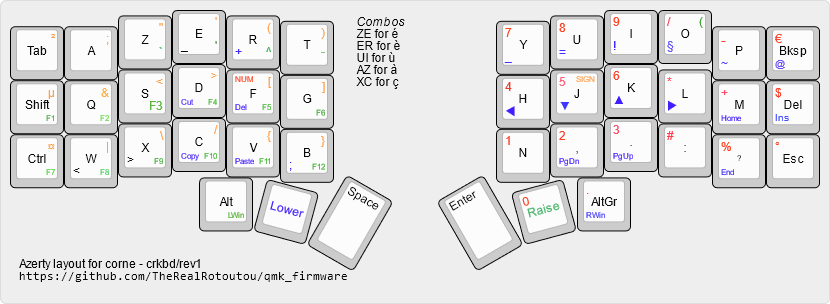 Combos
ZE for é
ER for è
UI for ù
AZ for à
XC for ç
Tab ²
A ;
Z " `
E ' _ '
R ( + ^
T ) -
7 Y _
8 U =
9 I !
/ O ( §
- P ~
€ Bksp @
Shift µ F1
Q & F2
S < F3
D > Cut F4
NUM F [ Del F5
G ] F6
4 H ◀
5 J SIGN ▼
6 K ▲
* L ▶
+ M Home
$ Del Ins
Ctrl ¤ F7
W | < F8
X \ > F9
C / Copy F10
V { Paste F11
B } ; F12
1 N
2 , PgDn
3 . PgUp
# :
% ? End
° Esc
Alt LWin
Lower
Space
Enter
0 Raise
. AltGr RWin
Azerty layout for corne - crkbd/rev1
https://github.com/TheRealRotoutou/qmk_firmware